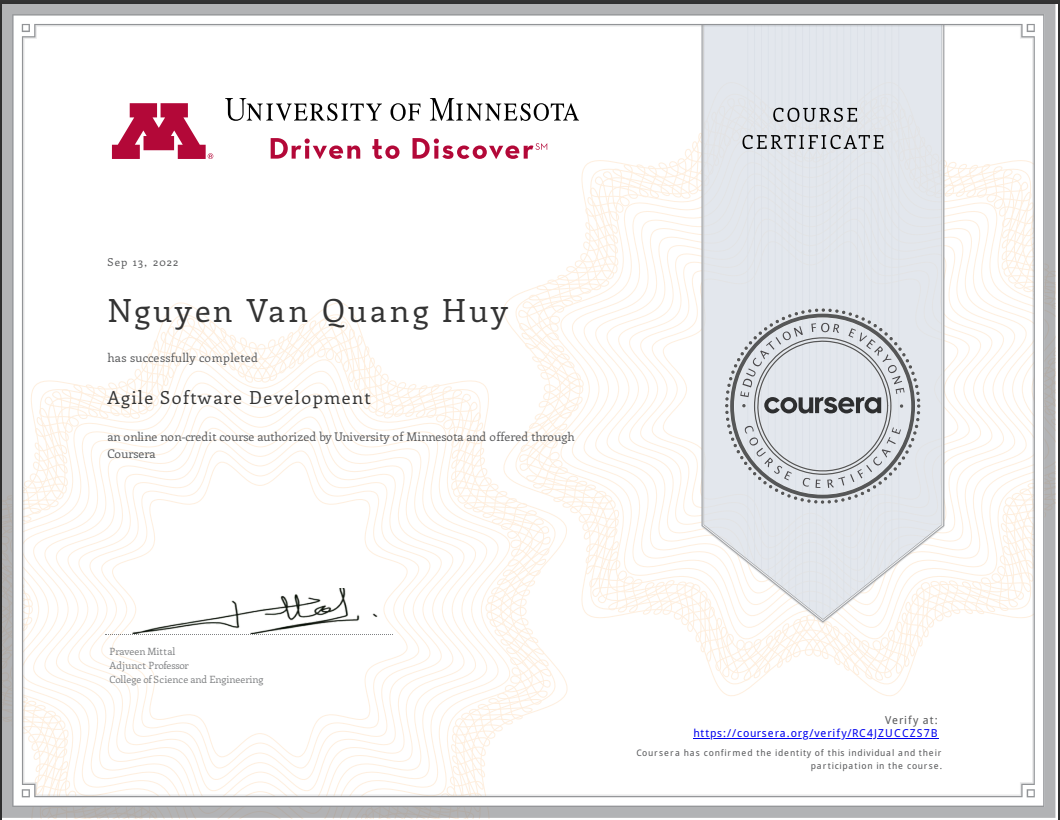 UNIVERSITY OF MINNESOTA
Driven to Discover℠
®
COURSE
CERTIFICATE
Sep 13, 2022
Nguyen Van Quang Huy
has successfully completed
Agile Software Development
an online non-credit course authorized by University of Minnesota and offered through
Coursera
EDUCATION FOR EVERYONE
coursera
COURSE CERTIFICATE
Praveen Mittal
Adjunct Professor
College of Science and Engineering
Verify at:
https://coursera.org/verify/RC4JZUCCZS7B
Coursera has confirmed the identity of this individual and their
participation in the course.